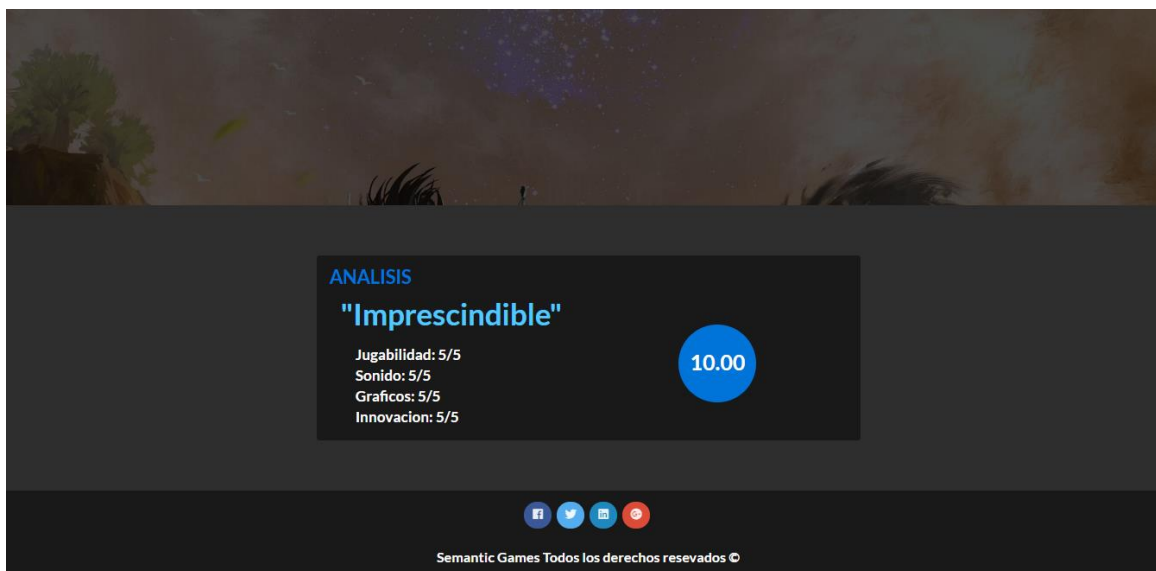 ANALISIS
"Imprescindible"
Jugabilidad: 5/5
Sonido: 5/5
Graficos: 5/5
Innovacion: 5/5
10.00
Semantic Games Todos los derechos resevados ©